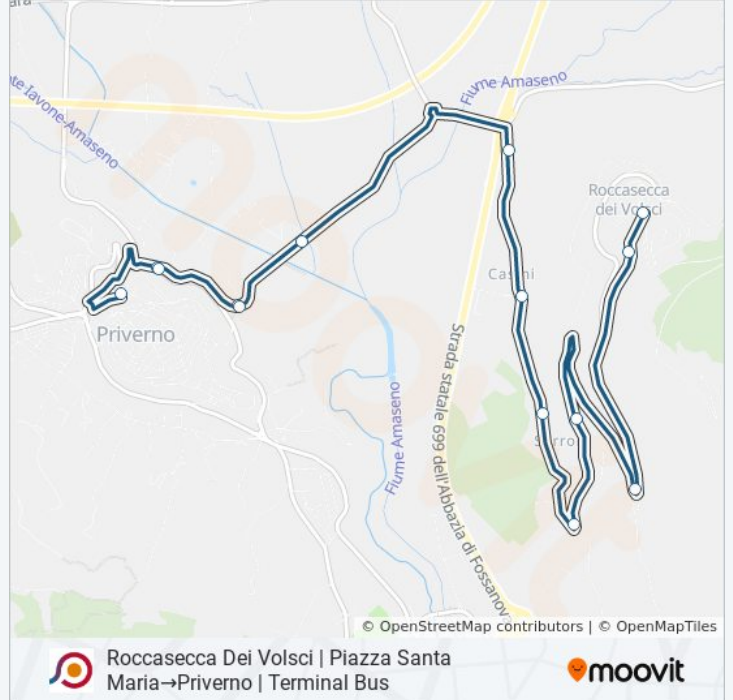 Fiume Amaseno
Roccasecca
dei Volsci
Priverno
Strada statale 699 dell'Abbazia di Fossanova
Fiume Amaseno
© OpenStreetMap contributors | © OpenMapTiles
Roccasecca Dei Volsci | Piazza Santa
Maria→Priverno | Terminal Bus
moovit